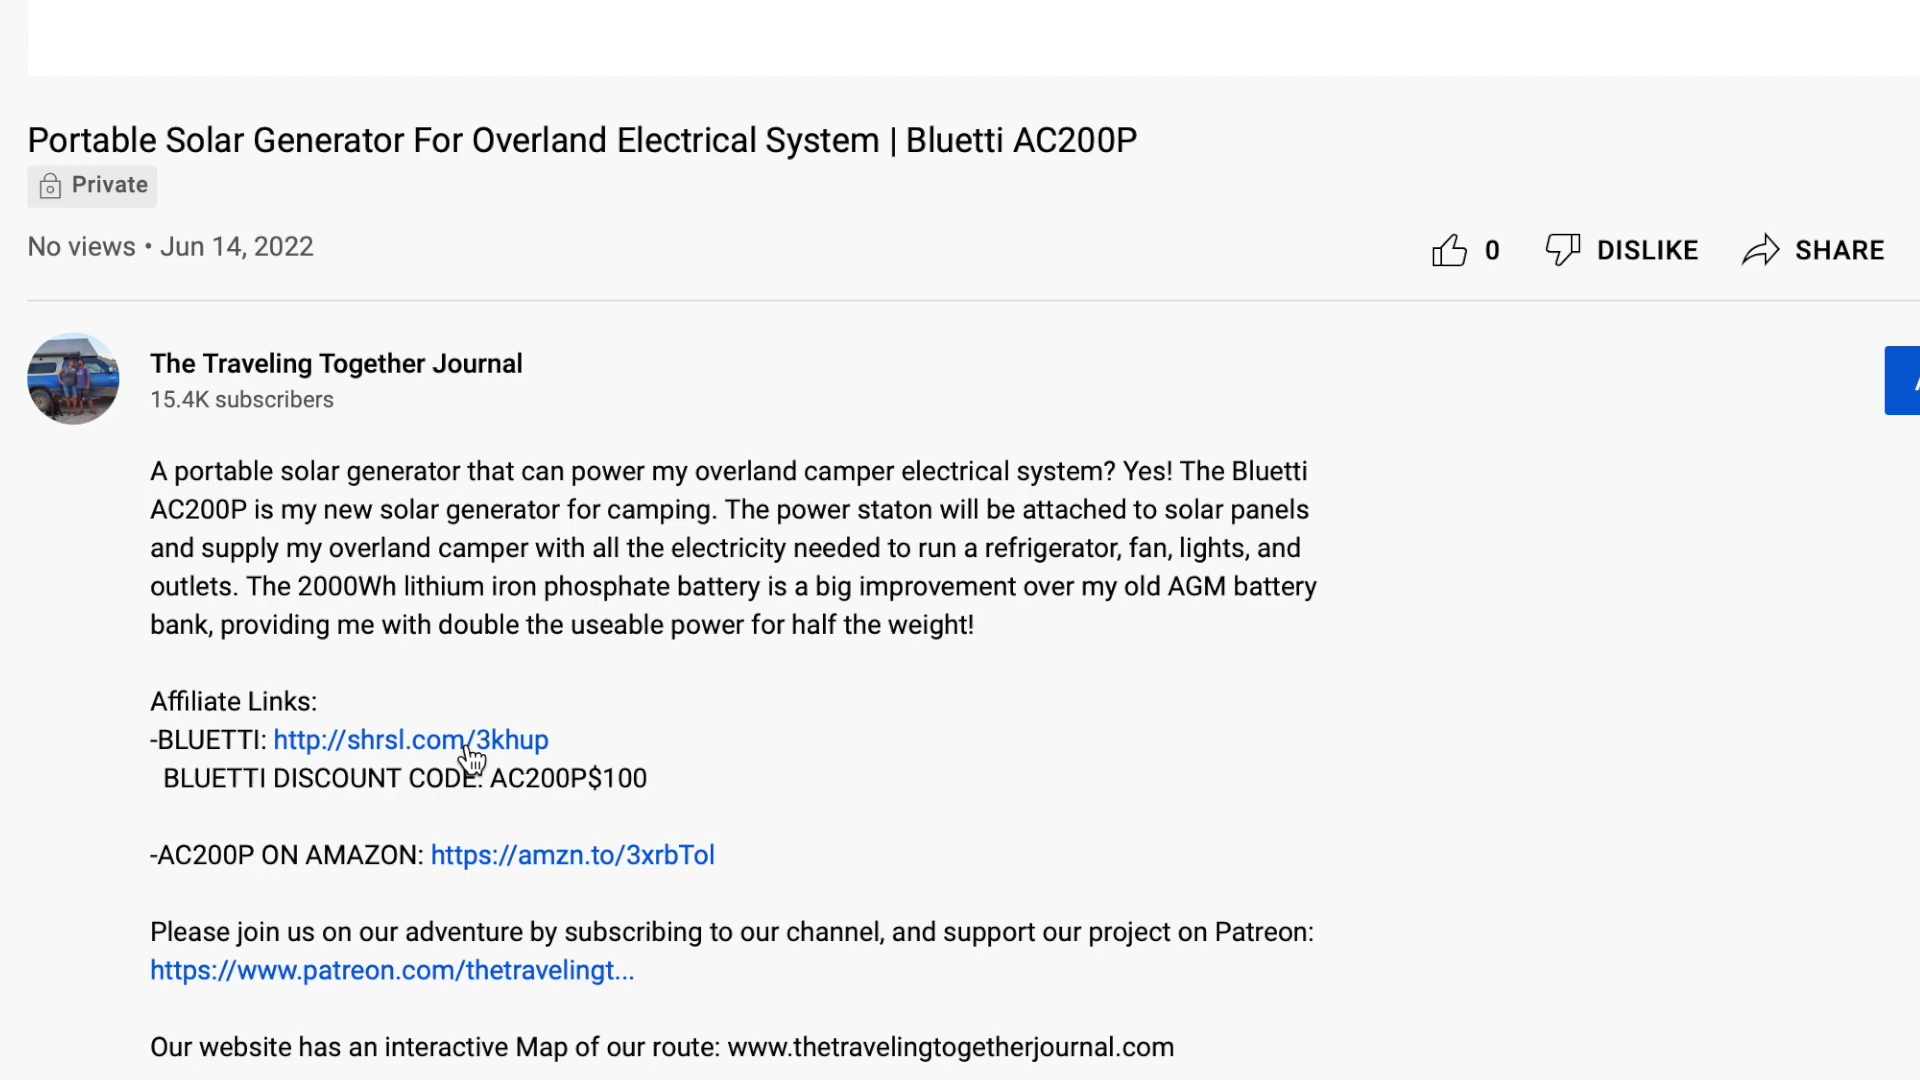 Portable Solar Generator For Overland Electrical System | Bluetti AC200P
Private
No views • Jun 14, 2022
0 DISLIKE SHARE
The Traveling Together Journal
15.4K subscribers
A portable solar generator that can power my overland camper electrical system? Yes! The Bluetti
AC200P is my new solar generator for camping. The power staton will be attached to solar panels
and supply my overland camper with all the electricity needed to run a refrigerator, fan, lights, and
outlets. The 2000Wh lithium iron phosphate battery is a big improvement over my old AGM battery
bank, providing me with double the useable power for half the weight!
Affiliate Links:
-BLUETTI: http://shrsl.com/3khup
BLUETTI DISCOUNT CODE: AC200P$100
-AC200P ON AMAZON: https://amzn.to/3xrbTol
Please join us on our adventure by subscribing to our channel, and support our project on Patreon:
https://www.patreon.com/thetravelingt...
Our website has an interactive Map of our route: www.thetravelingtogetherjournal.com